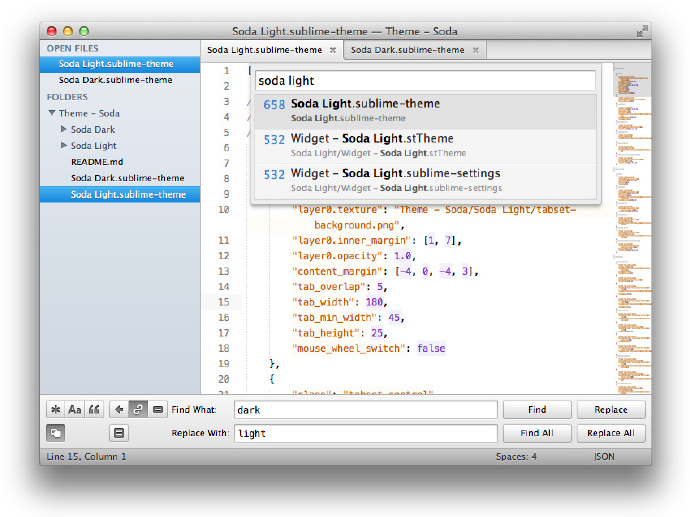 Soda Light.sublime-theme — Theme - Soda
OPEN FILES
Soda Light.sublime-theme
Soda Dark.sublime-theme
FOLDERS
Theme - Soda
Soda Dark
Soda Light
README.md
Soda Dark.sublime-theme
Soda Light.sublime-theme
Soda Light.sublime-theme × Soda Dark.sublime-theme ×
soda light
658 Soda Light.sublime-theme
Soda Light.sublime-theme
532 Widget - Soda Light.stTheme
Soda Light/Widget - Soda Light.stTheme
532 Widget - Soda Light.sublime-settings
Soda Light/Widget - Soda Light.sublime-settings
1 [
2
3 /
4 /
5 /
6
7
8
9
10 "layer0.texture": "Theme - Soda/Soda Light/tabset-
background.png",
11 "layer0.inner_margin": [1, 7],
12 "layer0.opacity": 1.0,
13 "content_margin": [-4, 0, -4, 3],
14 "tab_overlap": 5,
15 "tab_width": 180,
16 "tab_min_width": 45,
17 "tab_height": 25,
18 "mouse_wheel_switch": false
19 },
20 {
21 "class": "tabset_control"
Aa Find What: dark Find Replace
Replace With: light Find All Replace All
Line 15, Column 1 Spaces: 4 JSON